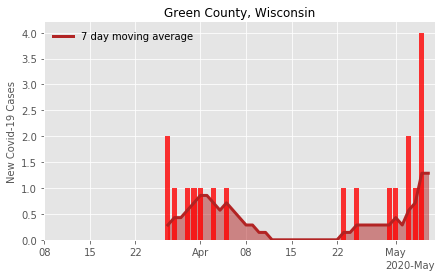 Green County, Wisconsin
7 day moving average
New Covid-19 Cases
4.0
3.5
3.0
2.5
2.0
1.5
1.0
0.5
0.0
08 15 22 Apr 08 15 22 May
2020-May